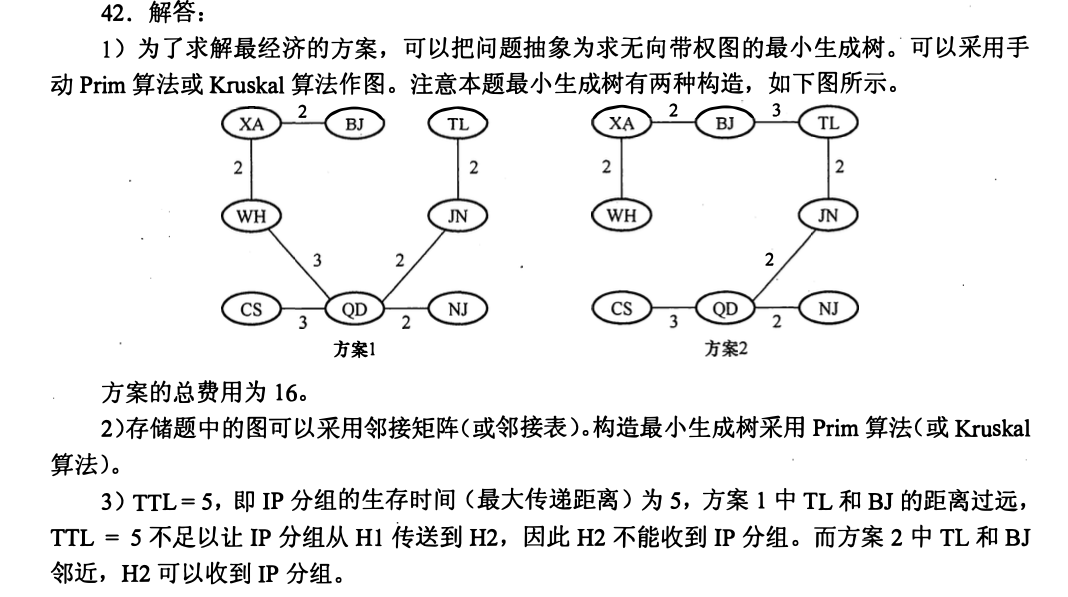 42．解答：
1）为了求解最经济的方案，可以把问题抽象为求无向带权图的最小生成树。可以采用手
动 Prim 算法或 Kruskal 算法作图。注意本题最小生成树有两种构造，如下图所示。
XA 2 BJ TL
2 2
WH JN
3 2
CS 3 QD 2 NJ
方案1
XA 2 BJ 3 TL
2 2
WH JN
2
CS 3 QD 2 NJ
方案2
方案的总费用为 16。
2)存储题中的图可以采用邻接矩阵(或邻接表)。构造最小生成树采用 Prim 算法(或 Kruskal
算法)。
3）TTL = 5，即 IP 分组的生存时间（最大传递距离）为 5，方案 1 中 TL 和 BJ 的距离过远，
TTL = 5 不足以让 IP 分组从 H1 传送到 H2，因此 H2 不能收到 IP 分组。而方案 2 中 TL 和 BJ
邻近，H2 可以收到 IP 分组。